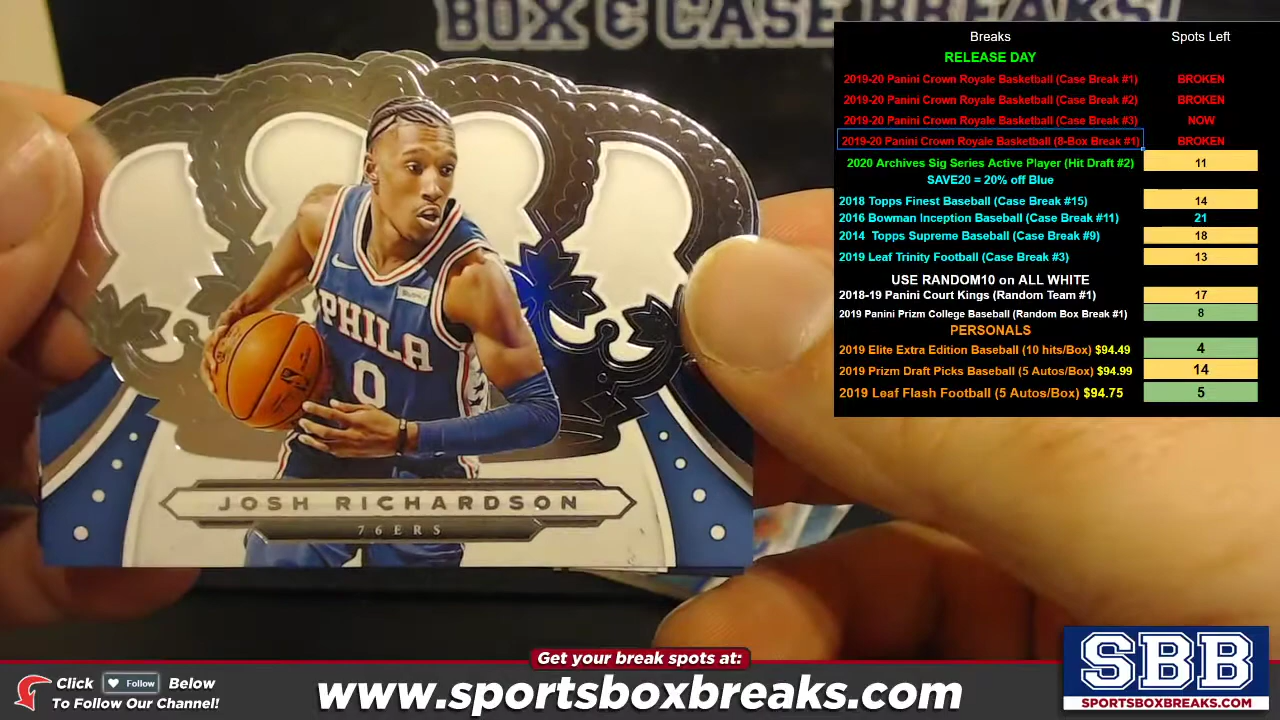 BOX & CASE BREAKS!
PHILA
0
JOSH RICHARDSON
76ERS
Breaks Spots Left
RELEASE DAY
2019-20 Panini Crown Royale Basketball (Case Break #1) BROKEN
2019-20 Panini Crown Royale Basketball (Case Break #2) BROKEN
2019-20 Panini Crown Royale Basketball (Case Break #3) NOW
2019-20 Panini Crown Royale Basketball (8-Box Break #1) BROKEN
2020 Archives Sig Series Active Player (Hit Draft #2) 11
SAVE20 = 20% off Blue
2018 Topps Finest Baseball (Case Break #15) 14
2016 Bowman Inception Baseball (Case Break #11) 21
2014 Topps Supreme Baseball (Case Break #9) 18
2019 Leaf Trinity Football (Case Break #3) 13
USE RANDOM10 on ALL WHITE
2018-19 Panini Court Kings (Random Team #1) 17
2019 Panini Prizm College Baseball (Random Box Break #1) 8
PERSONALS
2019 Elite Extra Edition Baseball (10 hits/Box) $94.49 4
2019 Prizm Draft Picks Baseball (5 Autos/Box) $94.99 14
2019 Leaf Flash Football (5 Autos/Box) $94.75 5
Get your break spots at:
Click Follow Below
To Follow Our Channel!
www.sportsboxbreaks.com
SBB
SPORTSBOXBREAKS.COM